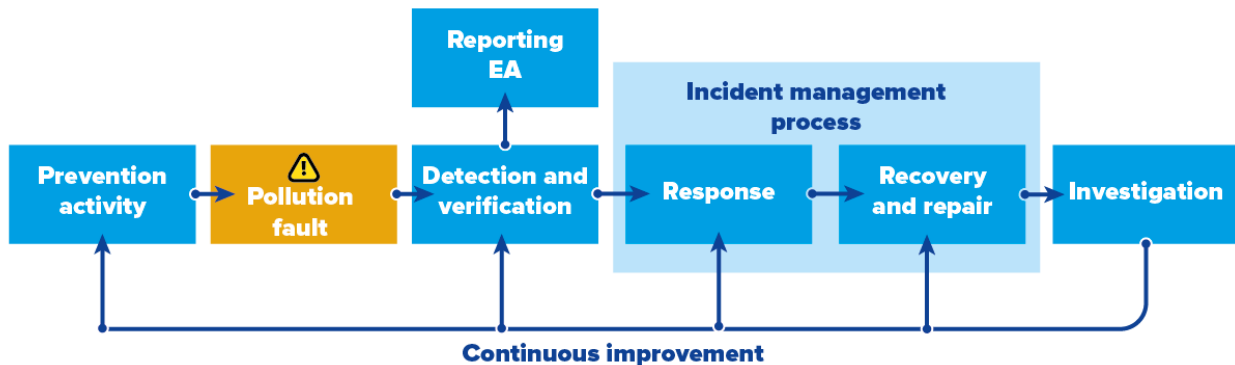 Reporting
EA
Incident management
process
Prevention
activity
Pollution
fault
Detection and
verification
Response
Recovery
and repair
Investigation
Continuous improvement